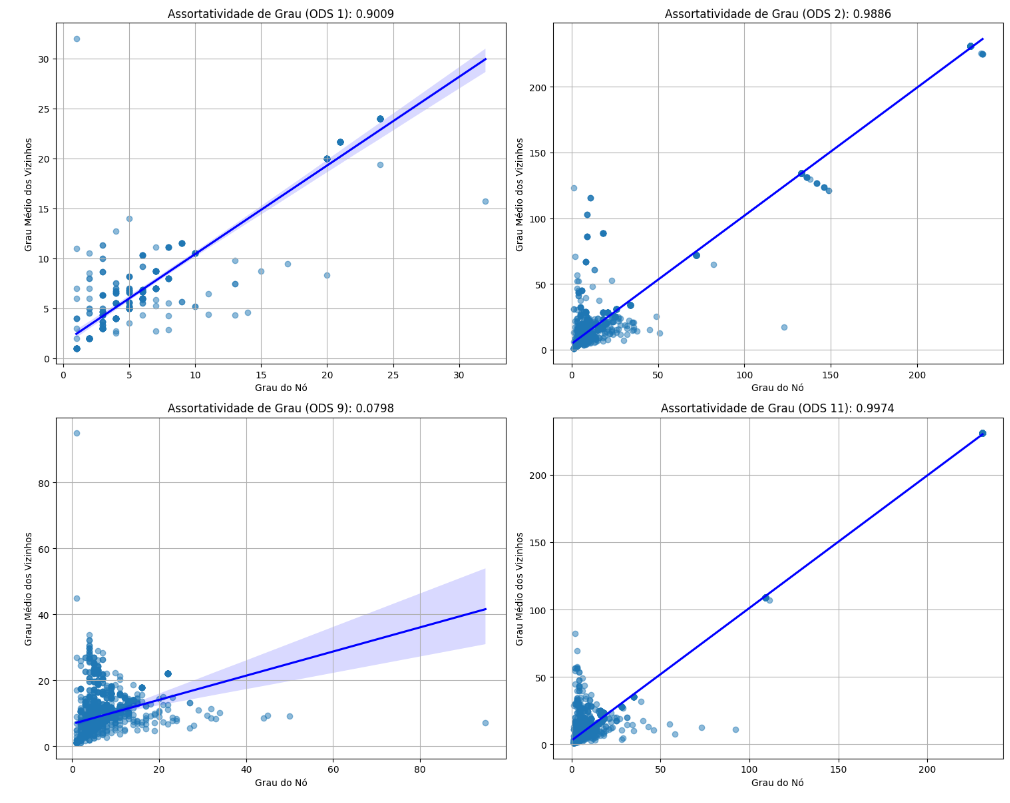 Assortatividade de Grau (ODS 1): 0.9009
Grau Médio dos Vizinhos
30
25
20
15
10
5
0
0 5 10 15 20 25 30
Grau do Nó
Assortatividade de Grau (ODS 2): 0.9886
Grau Médio dos Vizinhos
200
150
100
50
0
0 50 100 150 200
Grau do Nó
Assortatividade de Grau (ODS 9): 0.0798
Grau Médio dos Vizinhos
80
60
40
20
0
0 20 40 60 80
Grau do Nó
Assortatividade de Grau (ODS 11): 0.9974
Grau Médio dos Vizinhos
200
150
100
50
0
0 50 100 150 200
Grau do Nó